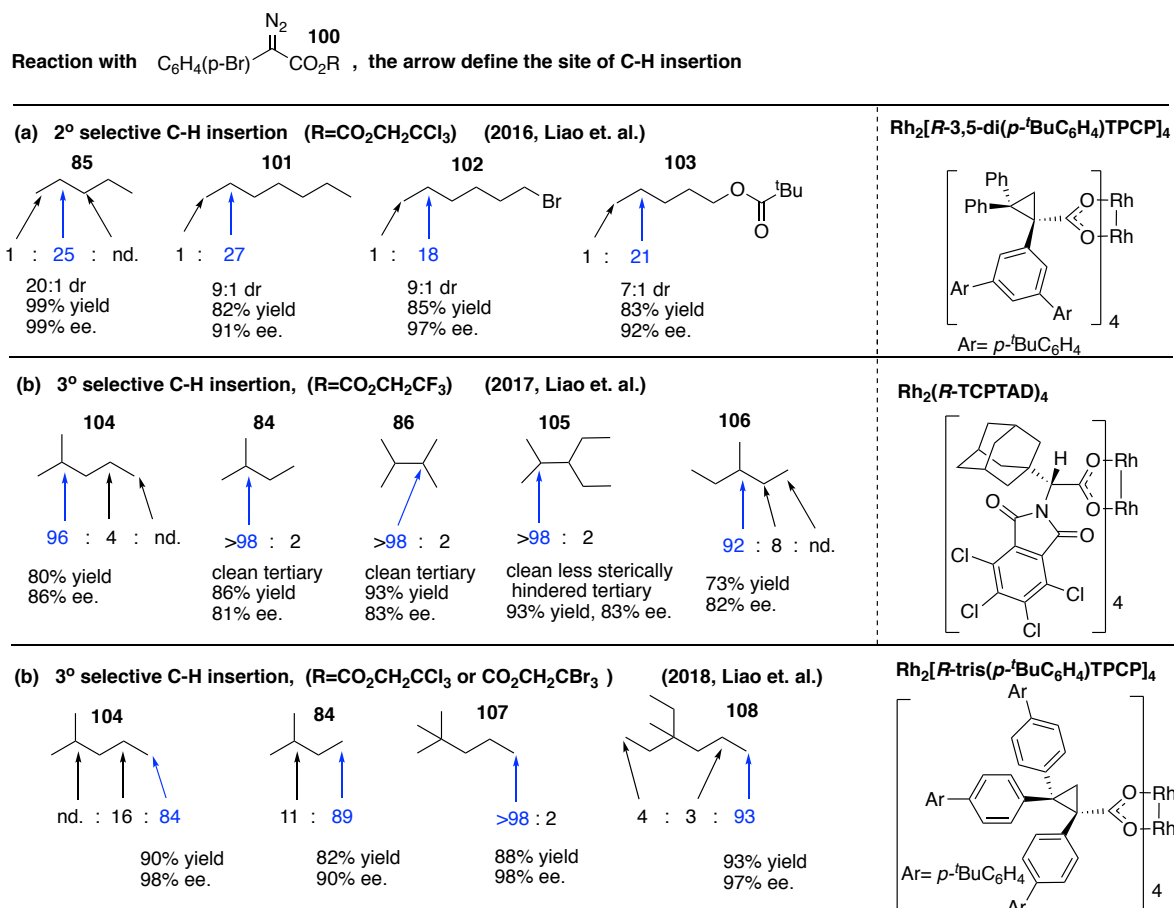 N2
100
Reaction with C6H4(p-Br) CO2R , the arrow define the site of C-H insertion
(a) 2o selective C-H insertion (R=CO2CH2CCl3) (2016, Liao et. al.)
85
101
102
103
Br
O
tBu
O
1 : 25 : nd.
1 : 27
1 : 18
1 : 21
20:1 dr
99% yield
99% ee.
9:1 dr
82% yield
91% ee.
9:1 dr
85% yield
97% ee.
7:1 dr
83% yield
92% ee.
Rh2[R-3,5-di(p-tBuC6H4)TPCP]4
Ph
Ph
O Rh
O Rh
Ar
Ar
4
Ar= p-tBuC6H4
(b) 3o selective C-H insertion, (R=CO2CH2CF3) (2017, Liao et. al.)
104
84
86
105
106
96 : 4 : nd.
>98 : 2
>98 : 2
>98 : 2
92 : 8 : nd.
80% yield
86% ee.
clean tertiary
86% yield
81% ee.
clean tertiary
93% yield
83% ee.
clean less sterically
hindered tertiary
93% yield, 83% ee.
73% yield
82% ee.
Rh2(R-TCPTAD)4
H
O Rh
O Rh
N
O
O
Cl
Cl
Cl
Cl
4
(b) 3o selective C-H insertion, (R=CO2CH2CCl3 or CO2CH2CBr3 ) (2018, Liao et. al.)
104
84
107
108
nd. : 16 : 84
11 : 89
>98 : 2
4 : 3 : 93
90% yield
98% ee.
82% yield
90% ee.
88% yield
98% ee.
93% yield
97% ee.
Rh2[R-tris(p-tBuC6H4)TPCP]4
Ar
Ar
O Rh
O Rh
Ar= p-tBuC6H4
Ar
4